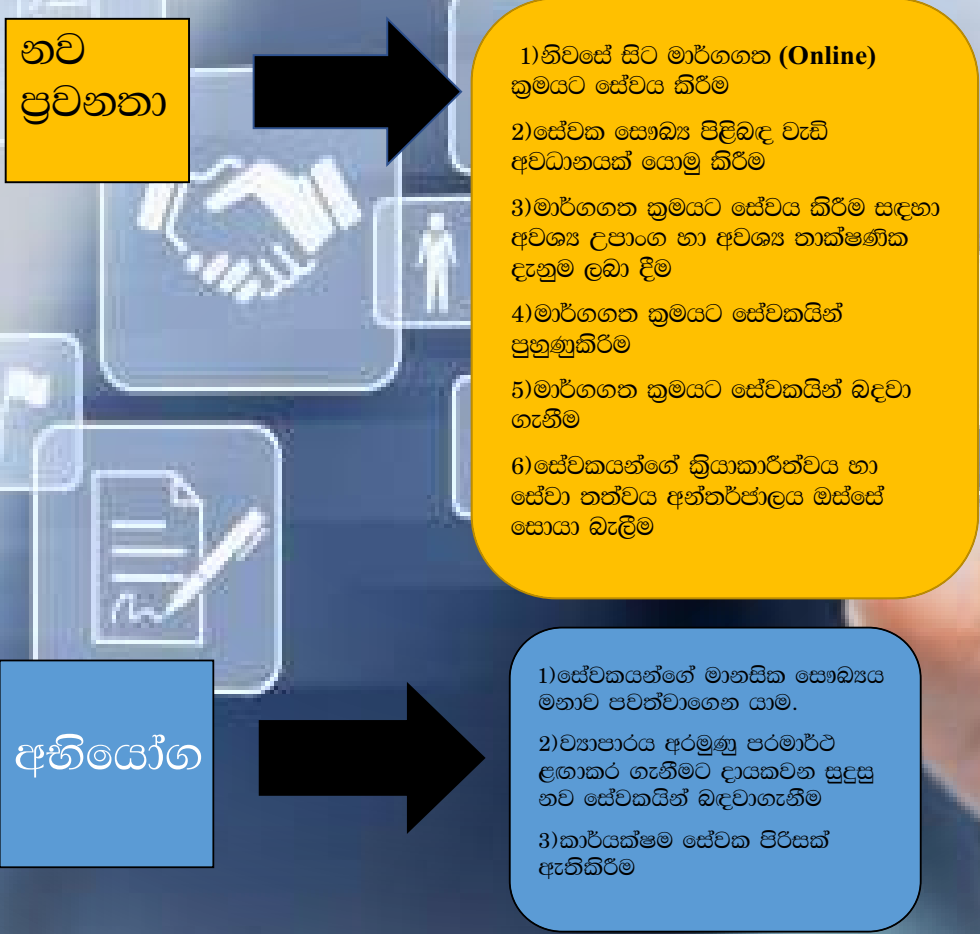 නව
ප්‍රවනතා
1)නිවසේ සිට මාර්ගගත (Online)
ක්‍රමයට සේවය කිරීම
2)සේවක සෞඛ්‍ය පිළිබඳ වැඩි
අවධානයක් යොමු කිරීම
3)මාර්ගගත ක්‍රමයට සේවය කිරීම සඳහා
අවශ්‍ය උපාංග හා අවශ්‍ය තාක්ෂණික
දැනුම ලබා දීම
4)මාර්ගගත ක්‍රමයට සේවකයින්
පුහුණුකිරිම
5)මාර්ගගත ක්‍රමයට සේවකයින් බදවා
ගැනීම
6)සේවකයන්ගේ ක්‍රියාකාරීත්වය හා
සේවා තත්වය අන්තර්ජාලය ඔස්සේ
සොයා බැලීම
අභියෝග
1)සේවකයන්ගේ මානසික සෞඛ්‍යය
මනාව පවත්වාගෙන යාම.
2)ව්‍යාපාරය අරමුණු පරමාර්ථ
ළඟාකර ගැනීමට දායකවන සුදුසු
නව සේවකයින් බඳවාගැනීම
3)කාර්යක්ෂම සේවක පිරිසක්
ඇතිකිරීම